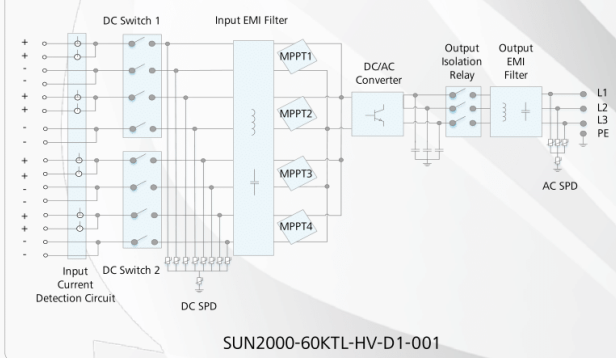 DC Switch 1
Input EMI Filter
MPPT1
MPPT2
MPPT3
MPPT4
DC/AC
Converter
Output
Isolation
Relay
Output
EMI
Filter
L1
L2
L3
PE
AC SPD
+
+
-
-
+
+
-
-
+
+
-
-
+
+
-
-
Input
Current
Detection Circuit
DC Switch 2
DC SPD
SUN2000-60KTL-HV-D1-001